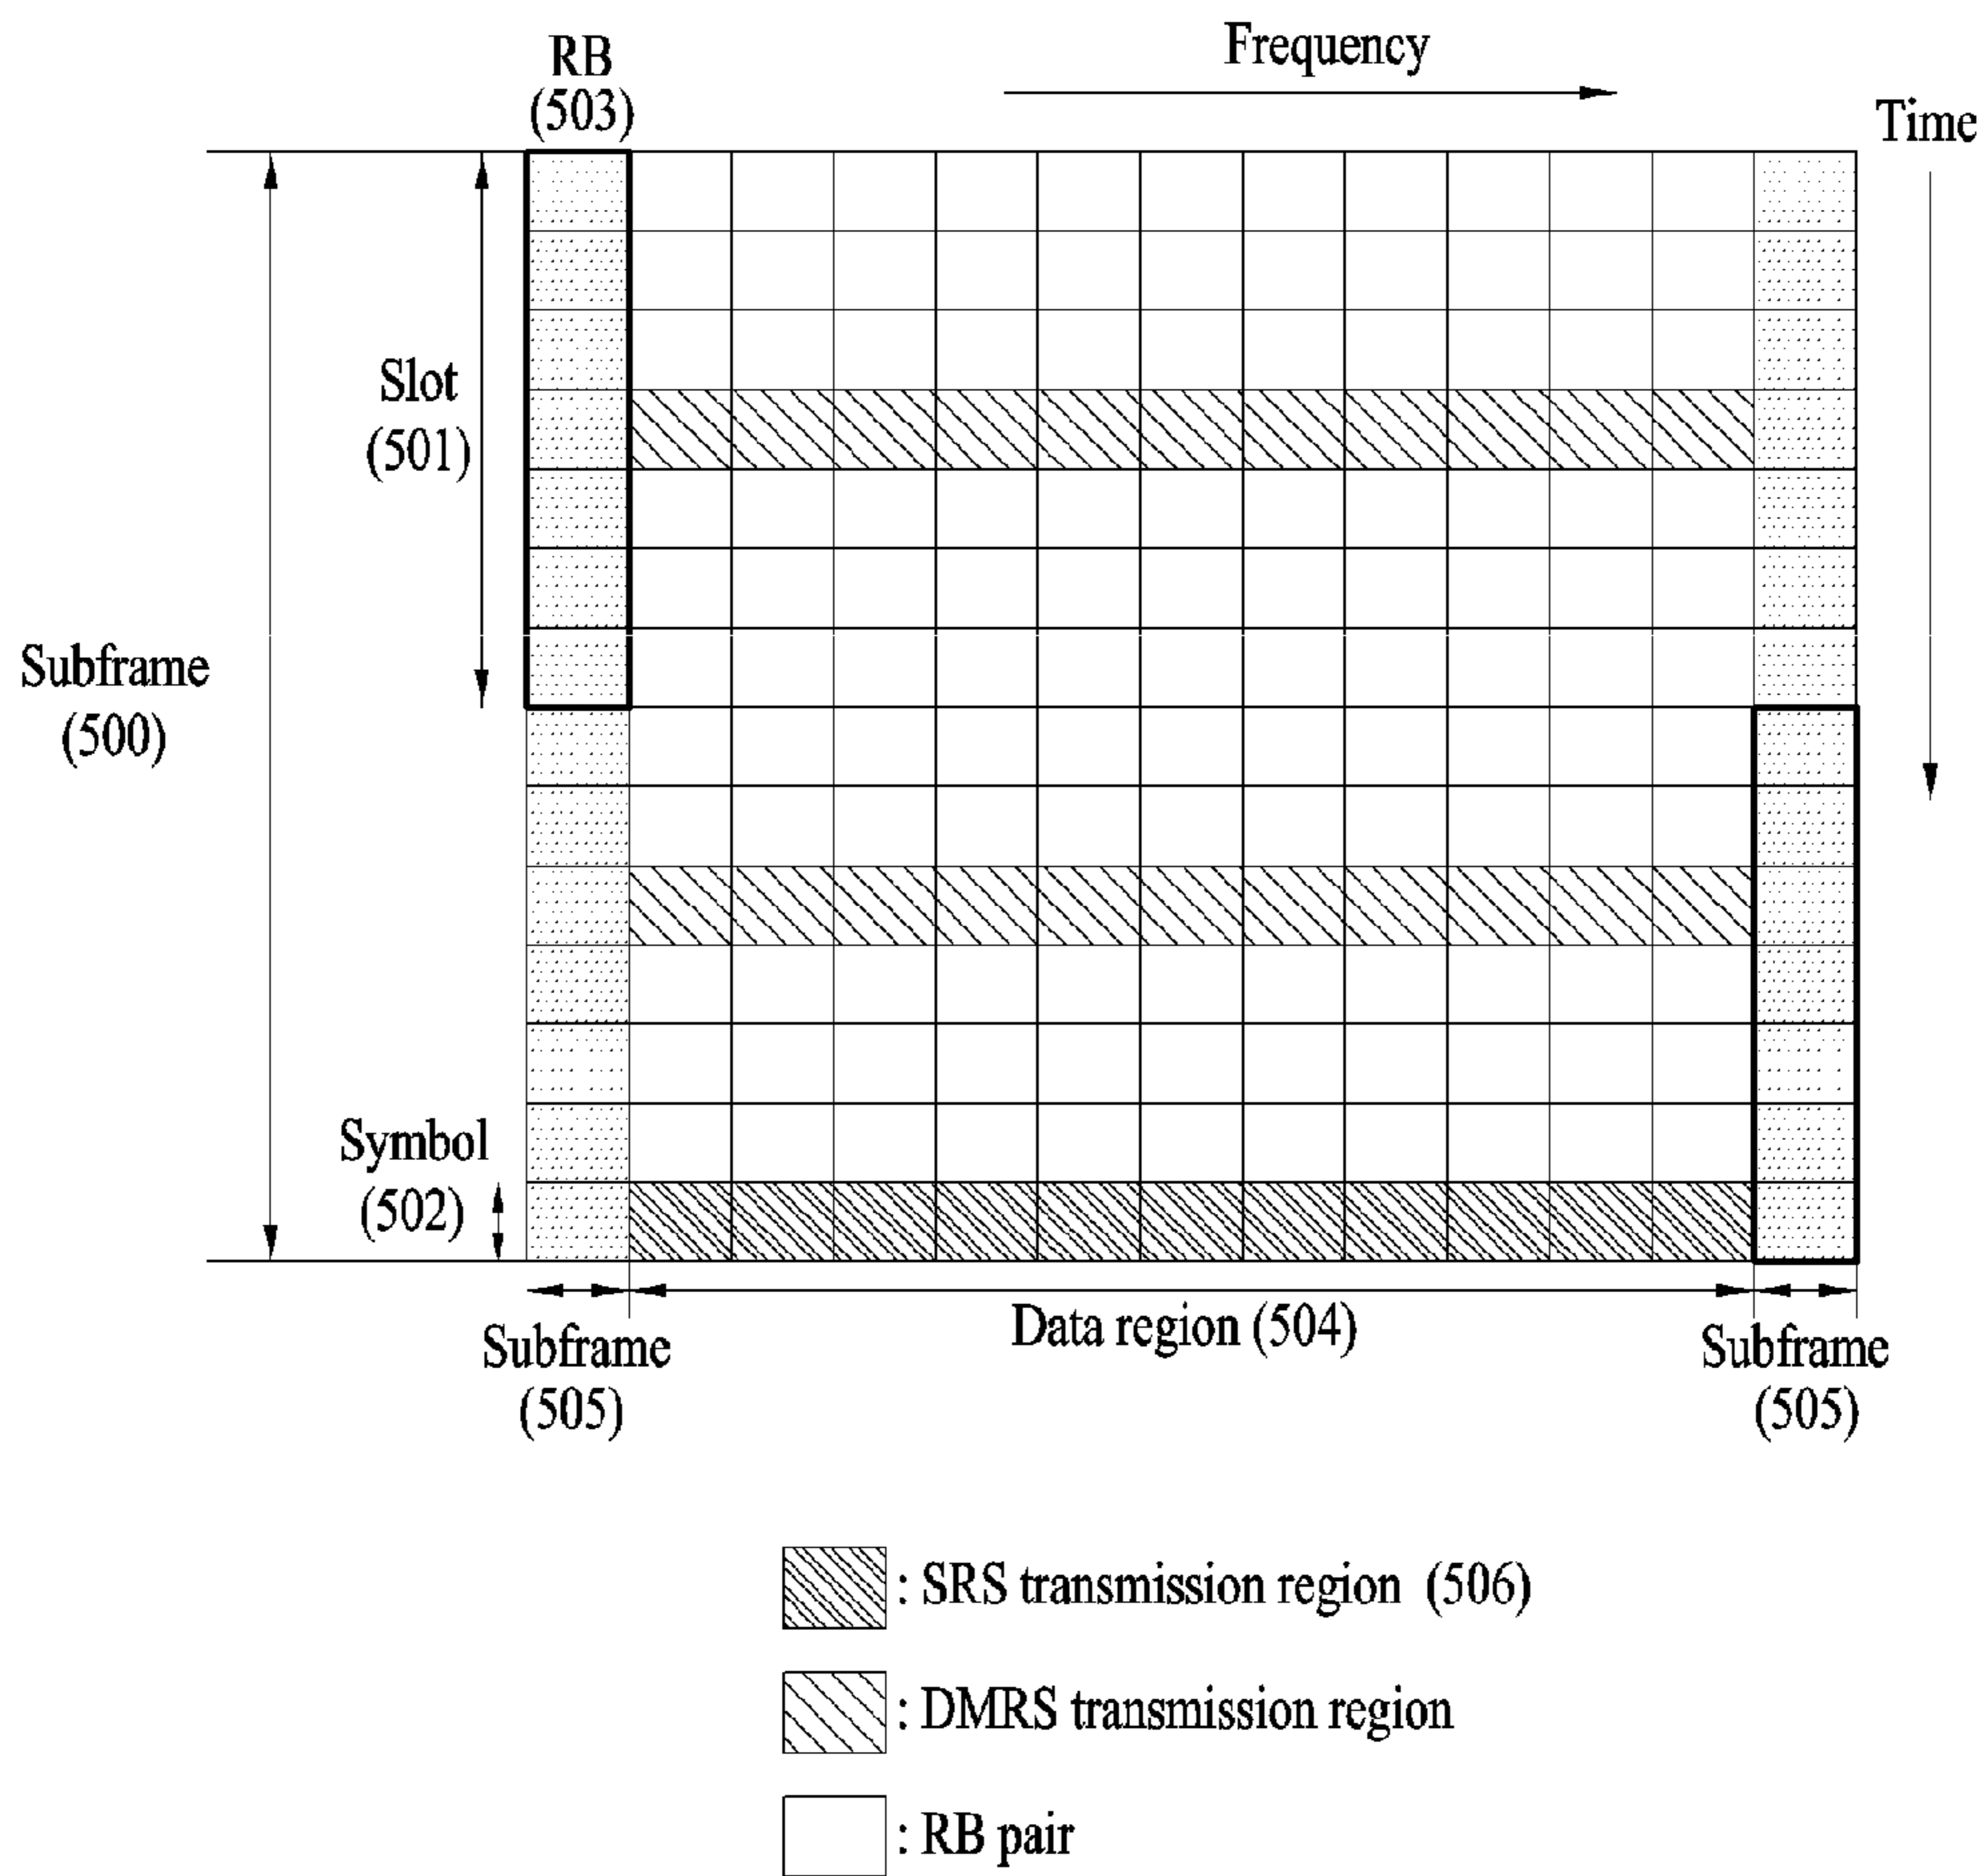 RB
(503)
Frequency
Time
Slot
(501)
Subframe
(500)
Symbol
(502)
Data region (504)
Subframe
(505)
Subframe
(505)
: SRS transmission region (506)
: DMRS transmission region
: RB pair